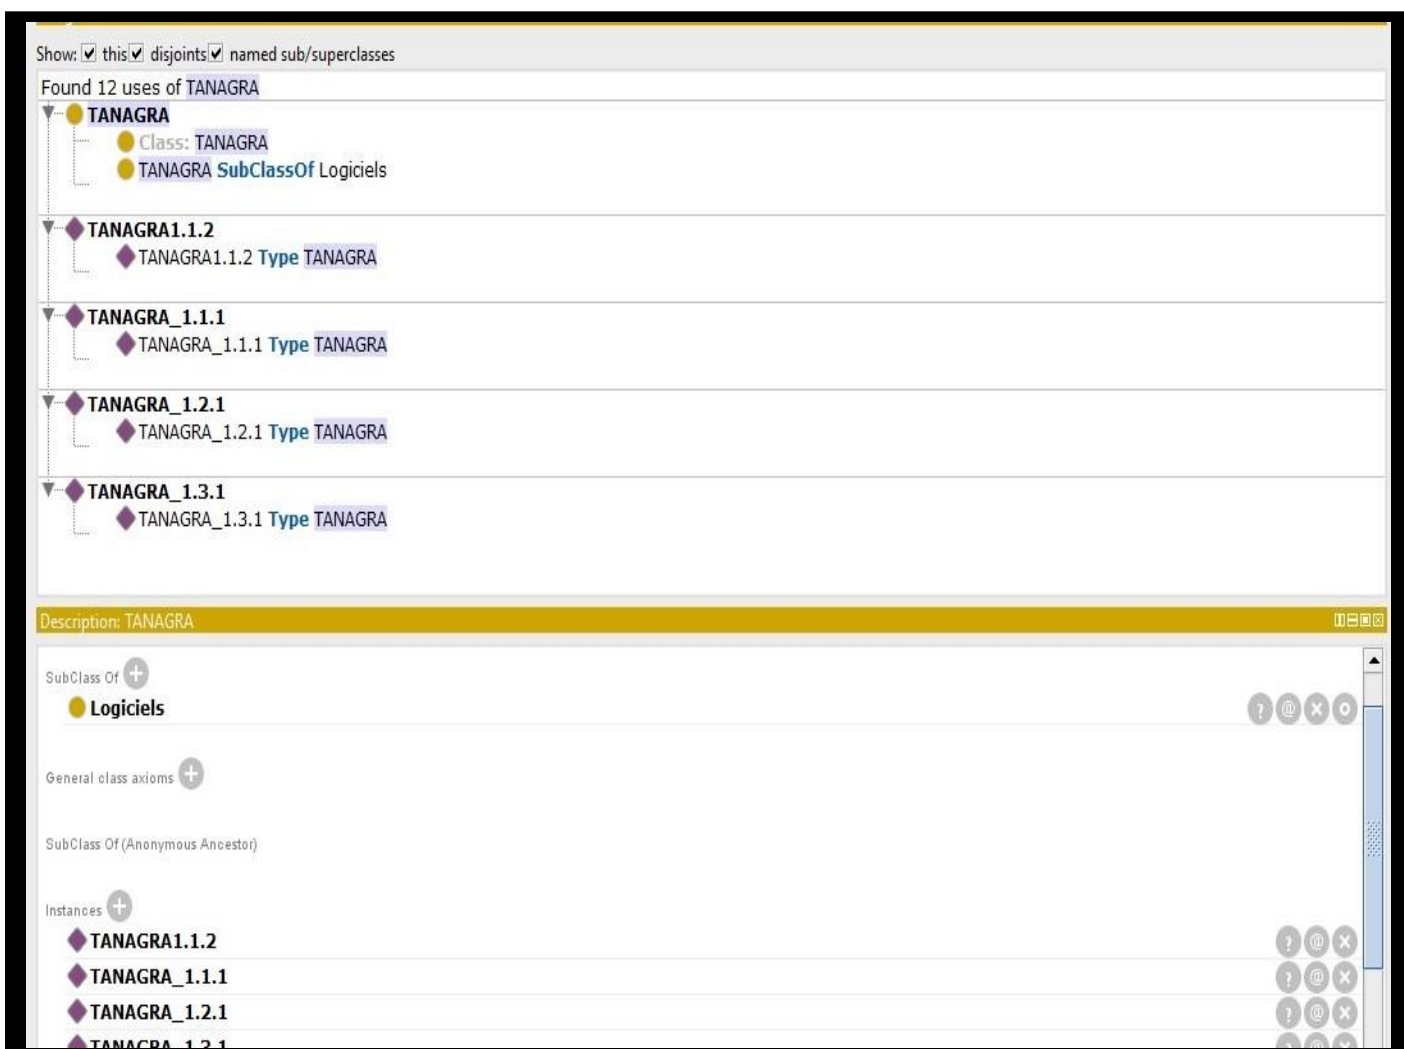 Show: this disjoints named sub/superclasses
Found 12 uses of TANAGRA
TANAGRA
Class: TANAGRA
TANAGRA SubClassOf Logiciels
TANAGRA1.1.2
TANAGRA1.1.2 Type TANAGRA
TANAGRA_1.1.1
TANAGRA_1.1.1 Type TANAGRA
TANAGRA_1.2.1
TANAGRA_1.2.1 Type TANAGRA
TANAGRA_1.3.1
TANAGRA_1.3.1 Type TANAGRA
Description: TANAGRA
SubClass Of
Logiciels
General class axioms
SubClass Of (Anonymous Ancestor)
Instances
TANAGRA1.1.2
TANAGRA_1.1.1
TANAGRA_1.2.1
TANAGRA_1.3.1